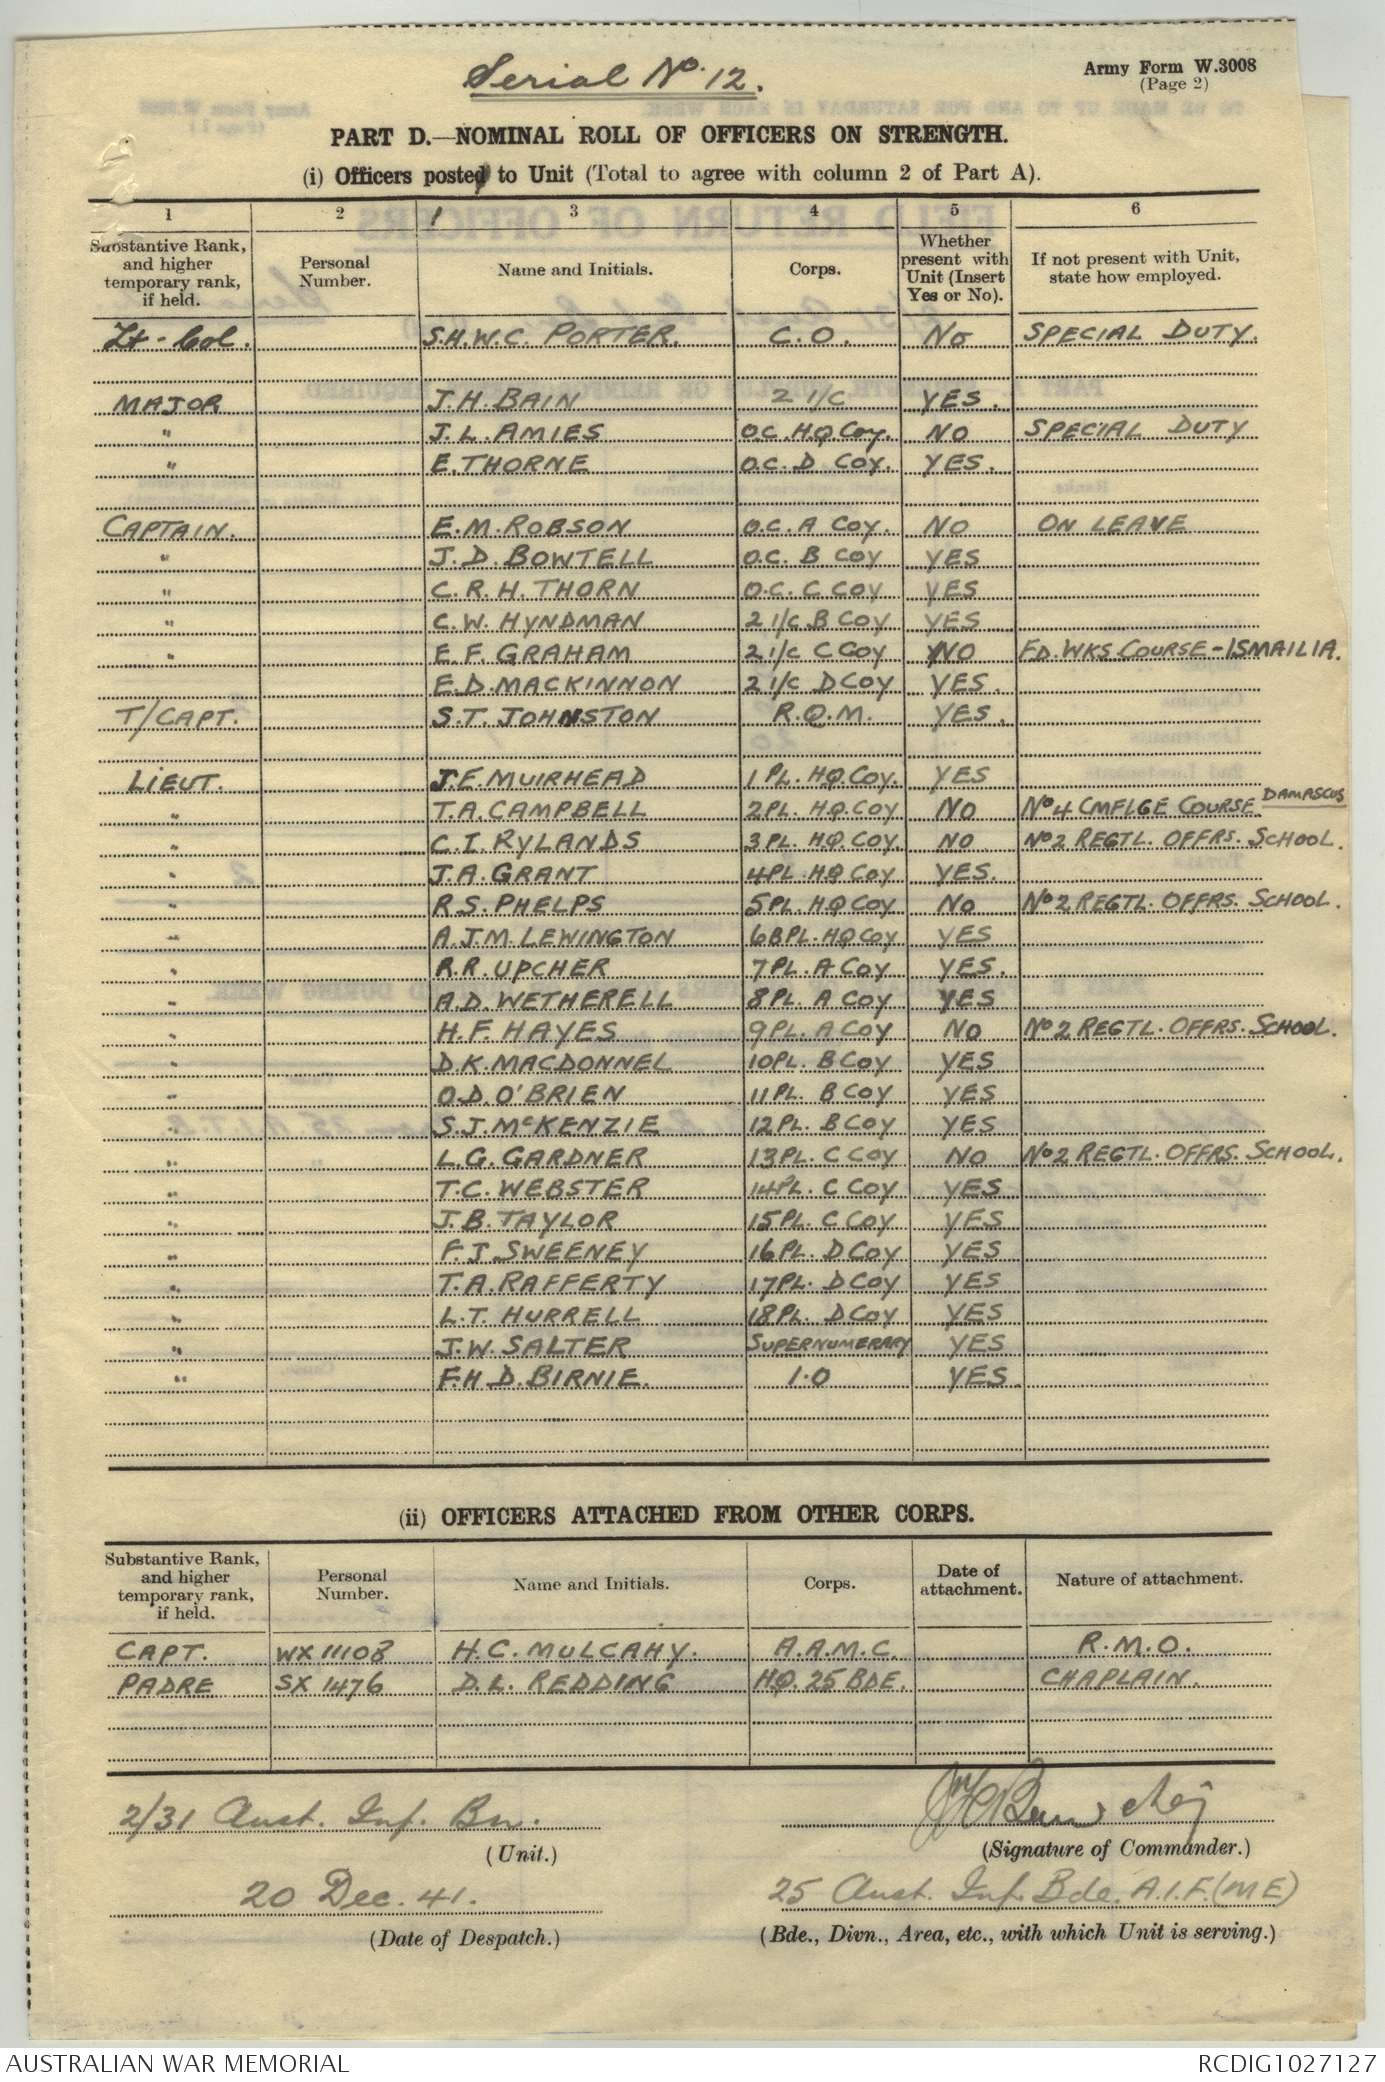 Serial No. 12.
Army Form W.3008
(Page 2)
PART D.—NOMINAL ROLL OF OFFICERS ON STRENGTH.
(i) Officers posted to Unit (Total to agree with column 2 of Part A).
1 2 3 4 5 6
Substantive Rank, and higher temporary rank, if held. Personal Number. Name and Initials. Corps. Whether present with Unit (Insert Yes or No). If not present with Unit, state how employed.
Lt-Col. S.H.W.C. PORTER. C.O. No SPECIAL DUTY.
MAJOR J.H. BAIN 2 I/C YES.
" J.L. AMIES O.C. H.Q. Coy. NO SPECIAL DUTY
" E. THORNE O.C. D Coy. YES.
CAPTAIN. E.M. ROBSON O.C. A Coy. NO ON LEAVE
" J.D. BOWTELL O.C. B Coy YES
" C.R.H. THORN O.C. C Coy YES
" C.W. HYNDMAN 2 I/C B Coy YES
" E.F. GRAHAM 2 I/C C Coy NO FD. WKS COURSE - ISMAILIA.
E.D. MACKINNON 2 I/C D Coy YES.
T/CAPT. S.T. JOHNSTON R.Q.M. YES.
LIEUT. J.E. MUIRHEAD 1 PL. HQ. Coy. YES
" T.A. CAMPBELL 2 PL. H.Q. Coy NO No 4 CMFLGE COURSE. DAMASCUS
" C.I. RYLANDS 3 PL. HQ. Coy. NO No 2 REGTL. OFFRS. SCHOOL.
" J.A. GRANT 4 PL HQ Coy YES.
" R.S. PHELPS 5 PL. HQ Coy NO No 2 REGTL. OFFRS. SCHOOL.
" A.J.M. LEWINGTON 6B PL. HQ Coy YES
" R.R. UPCHER 7 PL. A Coy YES.
" A.D. WETHERELL 8 PL. A Coy YES
" H.F. HAYES 9 PL. A Coy NO No 2 REGTL. OFFRS. SCHOOL.
" D.K. MACDONNEL 10 PL. B Coy YES
" O.D. O'BRIEN 11 PL. B Coy YES
" S.J. McKENZIE 12 PL. B Coy YES
" L.G. GARDNER 13 PL. C Coy NO No 2 REGTL. OFFRS. SCHOOL.
" T.C. WEBSTER 14 PL. C Coy YES
" J.B. TAYLOR 15 PL. C Coy YES
" F.J. SWEENEY 16 PL. D Coy YES
" T.A. RAFFERTY 17 PL. D Coy YES
" L.T. HURRELL 18 PL. D Coy YES
" J.W. SALTER SUPERNUMERARY YES
" F.H.D. BIRNIE. I.O YES
(ii) OFFICERS ATTACHED FROM OTHER CORPS.
Substantive Rank, and higher temporary rank, if held. Personal Number. Name and Initials. Corps. Date of attachment. Nature of attachment.
CAPT. WX 11108 H.C. MULCAHY. A.A.M.C. R.M.O.
PADRE SX 1476 D.L. REDDING HQ. 25 BDE. CHAPLAIN.
2/31 Aust. Inf. Bn.
(Unit.)
(Signature of Commander.)
20 Dec. 41.
25 Aust. Inf. Bde. A.I.F. (ME)
(Date of Despatch.)
(Bde., Divn., Area, etc., with which Unit is serving.)
AUSTRALIAN WAR MEMORIAL
RCDIG1027127